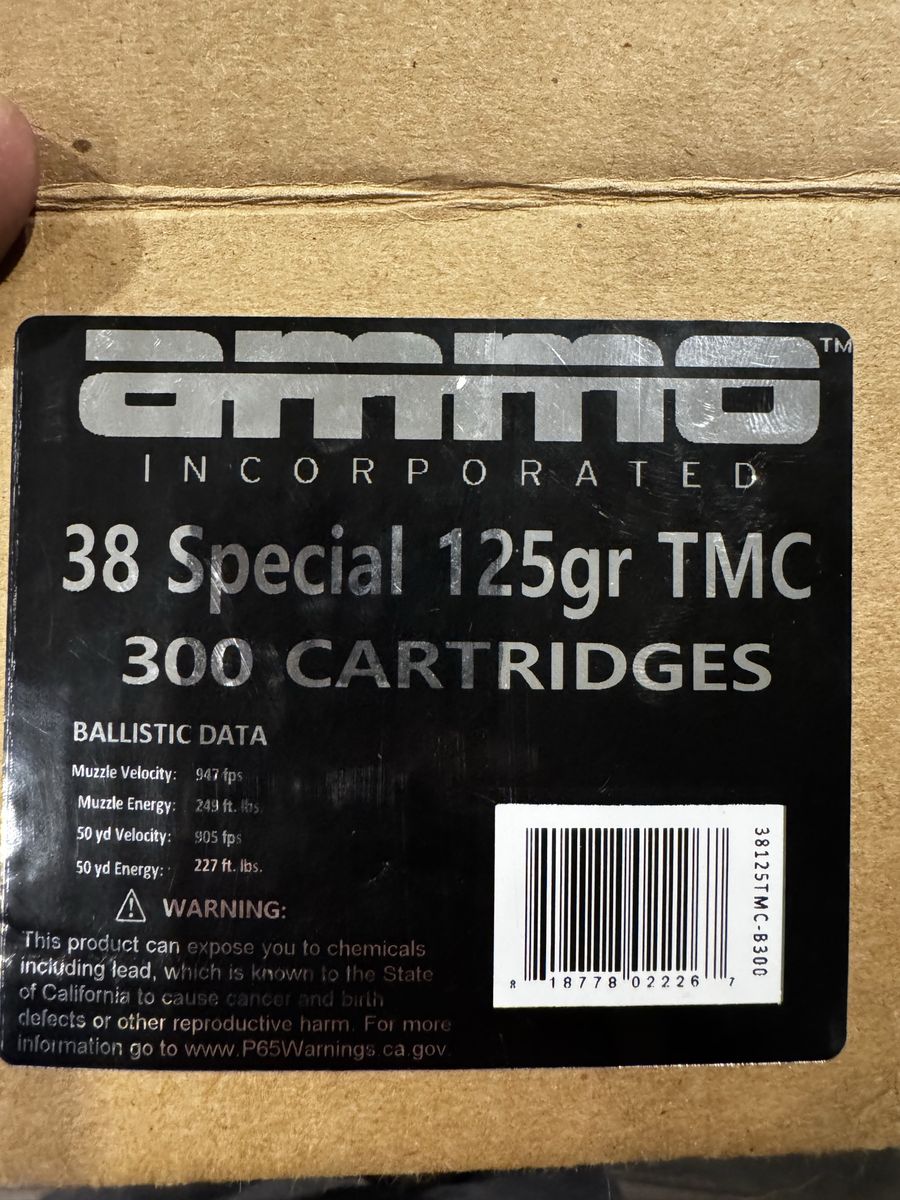 ammo™
INCORPORATED
38 Special 125gr TMC
300 CARTRIDGES
BALLISTIC DATA
Muzzle Velocity: 947 fps
Muzzle Energy: 249 ft. lbs.
50 yd Velocity: 905 fps
50 yd Energy: 227 ft. lbs.
WARNING:
This product can expose you to chemicals
including lead, which is known to the State
of California to cause cancer and birth
defects or other reproductive harm. For more
information go to www.P65Warnings.ca.gov.
38125TMC-B300
8 18778 02226 7